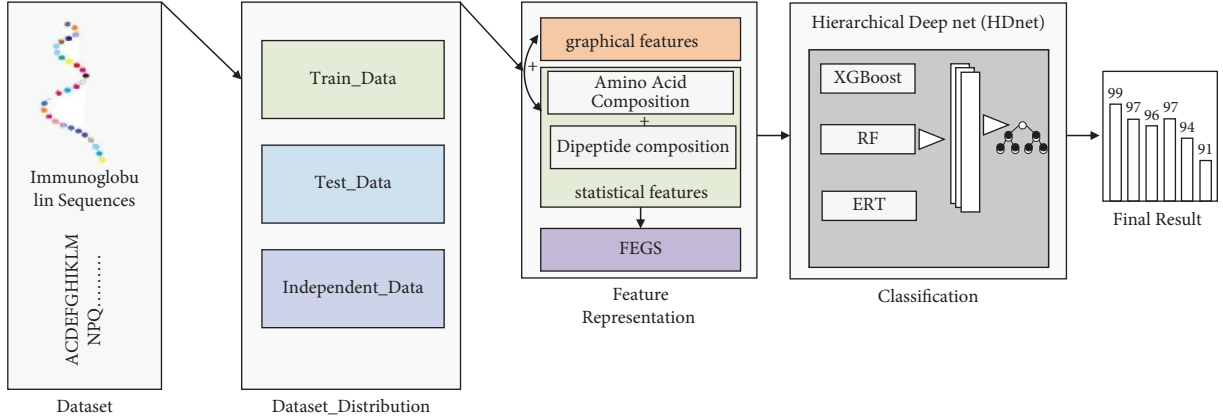 Immunoglobu
lin Sequences
ACDEFGHIKLM
NPQ..........
Dataset
Train_Data
Test_Data
Independent_Data
Dataset_Distribution
graphical features
+
Amino Acid
Composition
+
Dipeptide composition
statistical features
FEGS
Feature
Representation
Hierarchical Deep net (HDnet)
XGBoost
RF
ERT
Classification
99
97
96
97
94
91
Final Result